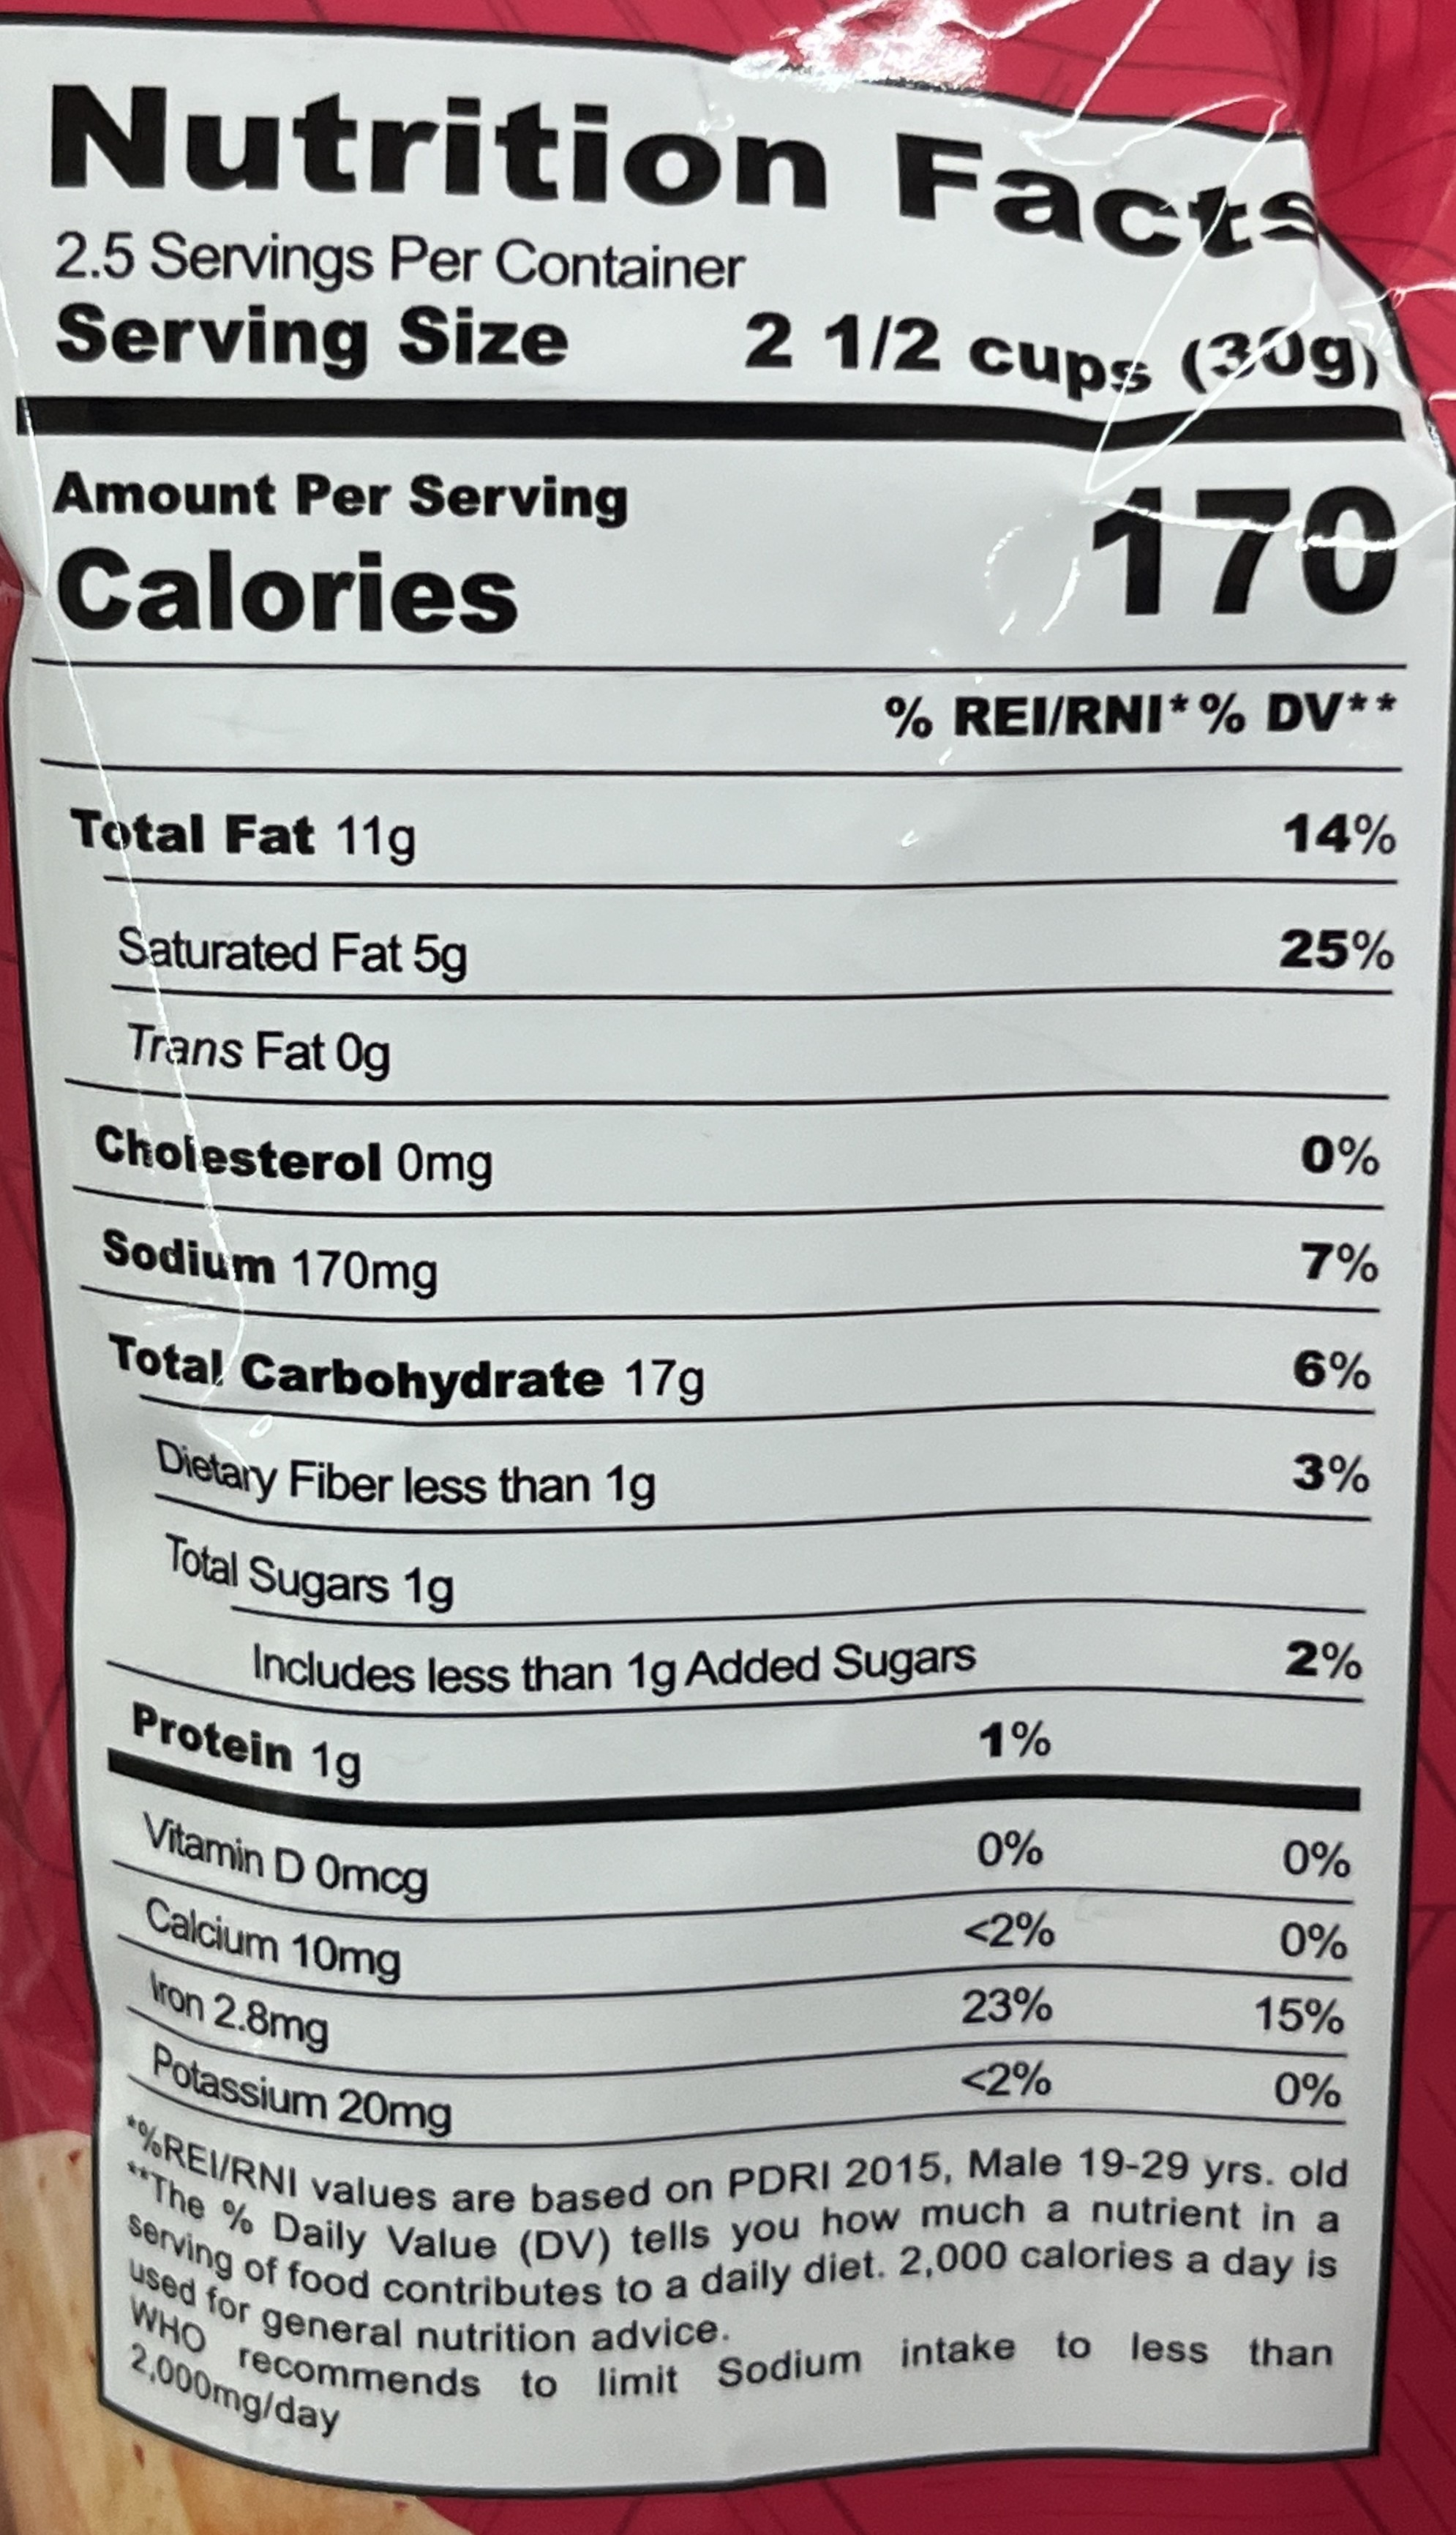 Nutrition Facts
2.5 Servings Per Container
Serving Size 2 1/2 cups (30g)
Amount Per Serving
Calories 170
% REI/RNI* % DV**
Total Fat 11g 14%
Saturated Fat 5g 25%
Trans Fat 0g
Cholesterol 0mg 0%
Sodium 170mg 7%
Total Carbohydrate 17g 6%
Dietary Fiber less than 1g 3%
Total Sugars 1g
Includes less than 1g Added Sugars 2%
Protein 1g 1%
Vitamin D 0mcg 0% 0%
Calcium 10mg <2% 0%
Iron 2.8mg 23% 15%
Potassium 20mg <2% 0%
*%REI/RNI values are based on PDRI 2015, Male 19-29 yrs. old
**The % Daily Value (DV) tells you how much a nutrient in a
serving of food contributes to a daily diet. 2,000 calories a day is
used for general nutrition advice.
WHO recommends to limit Sodium intake to less than
2,000mg/day